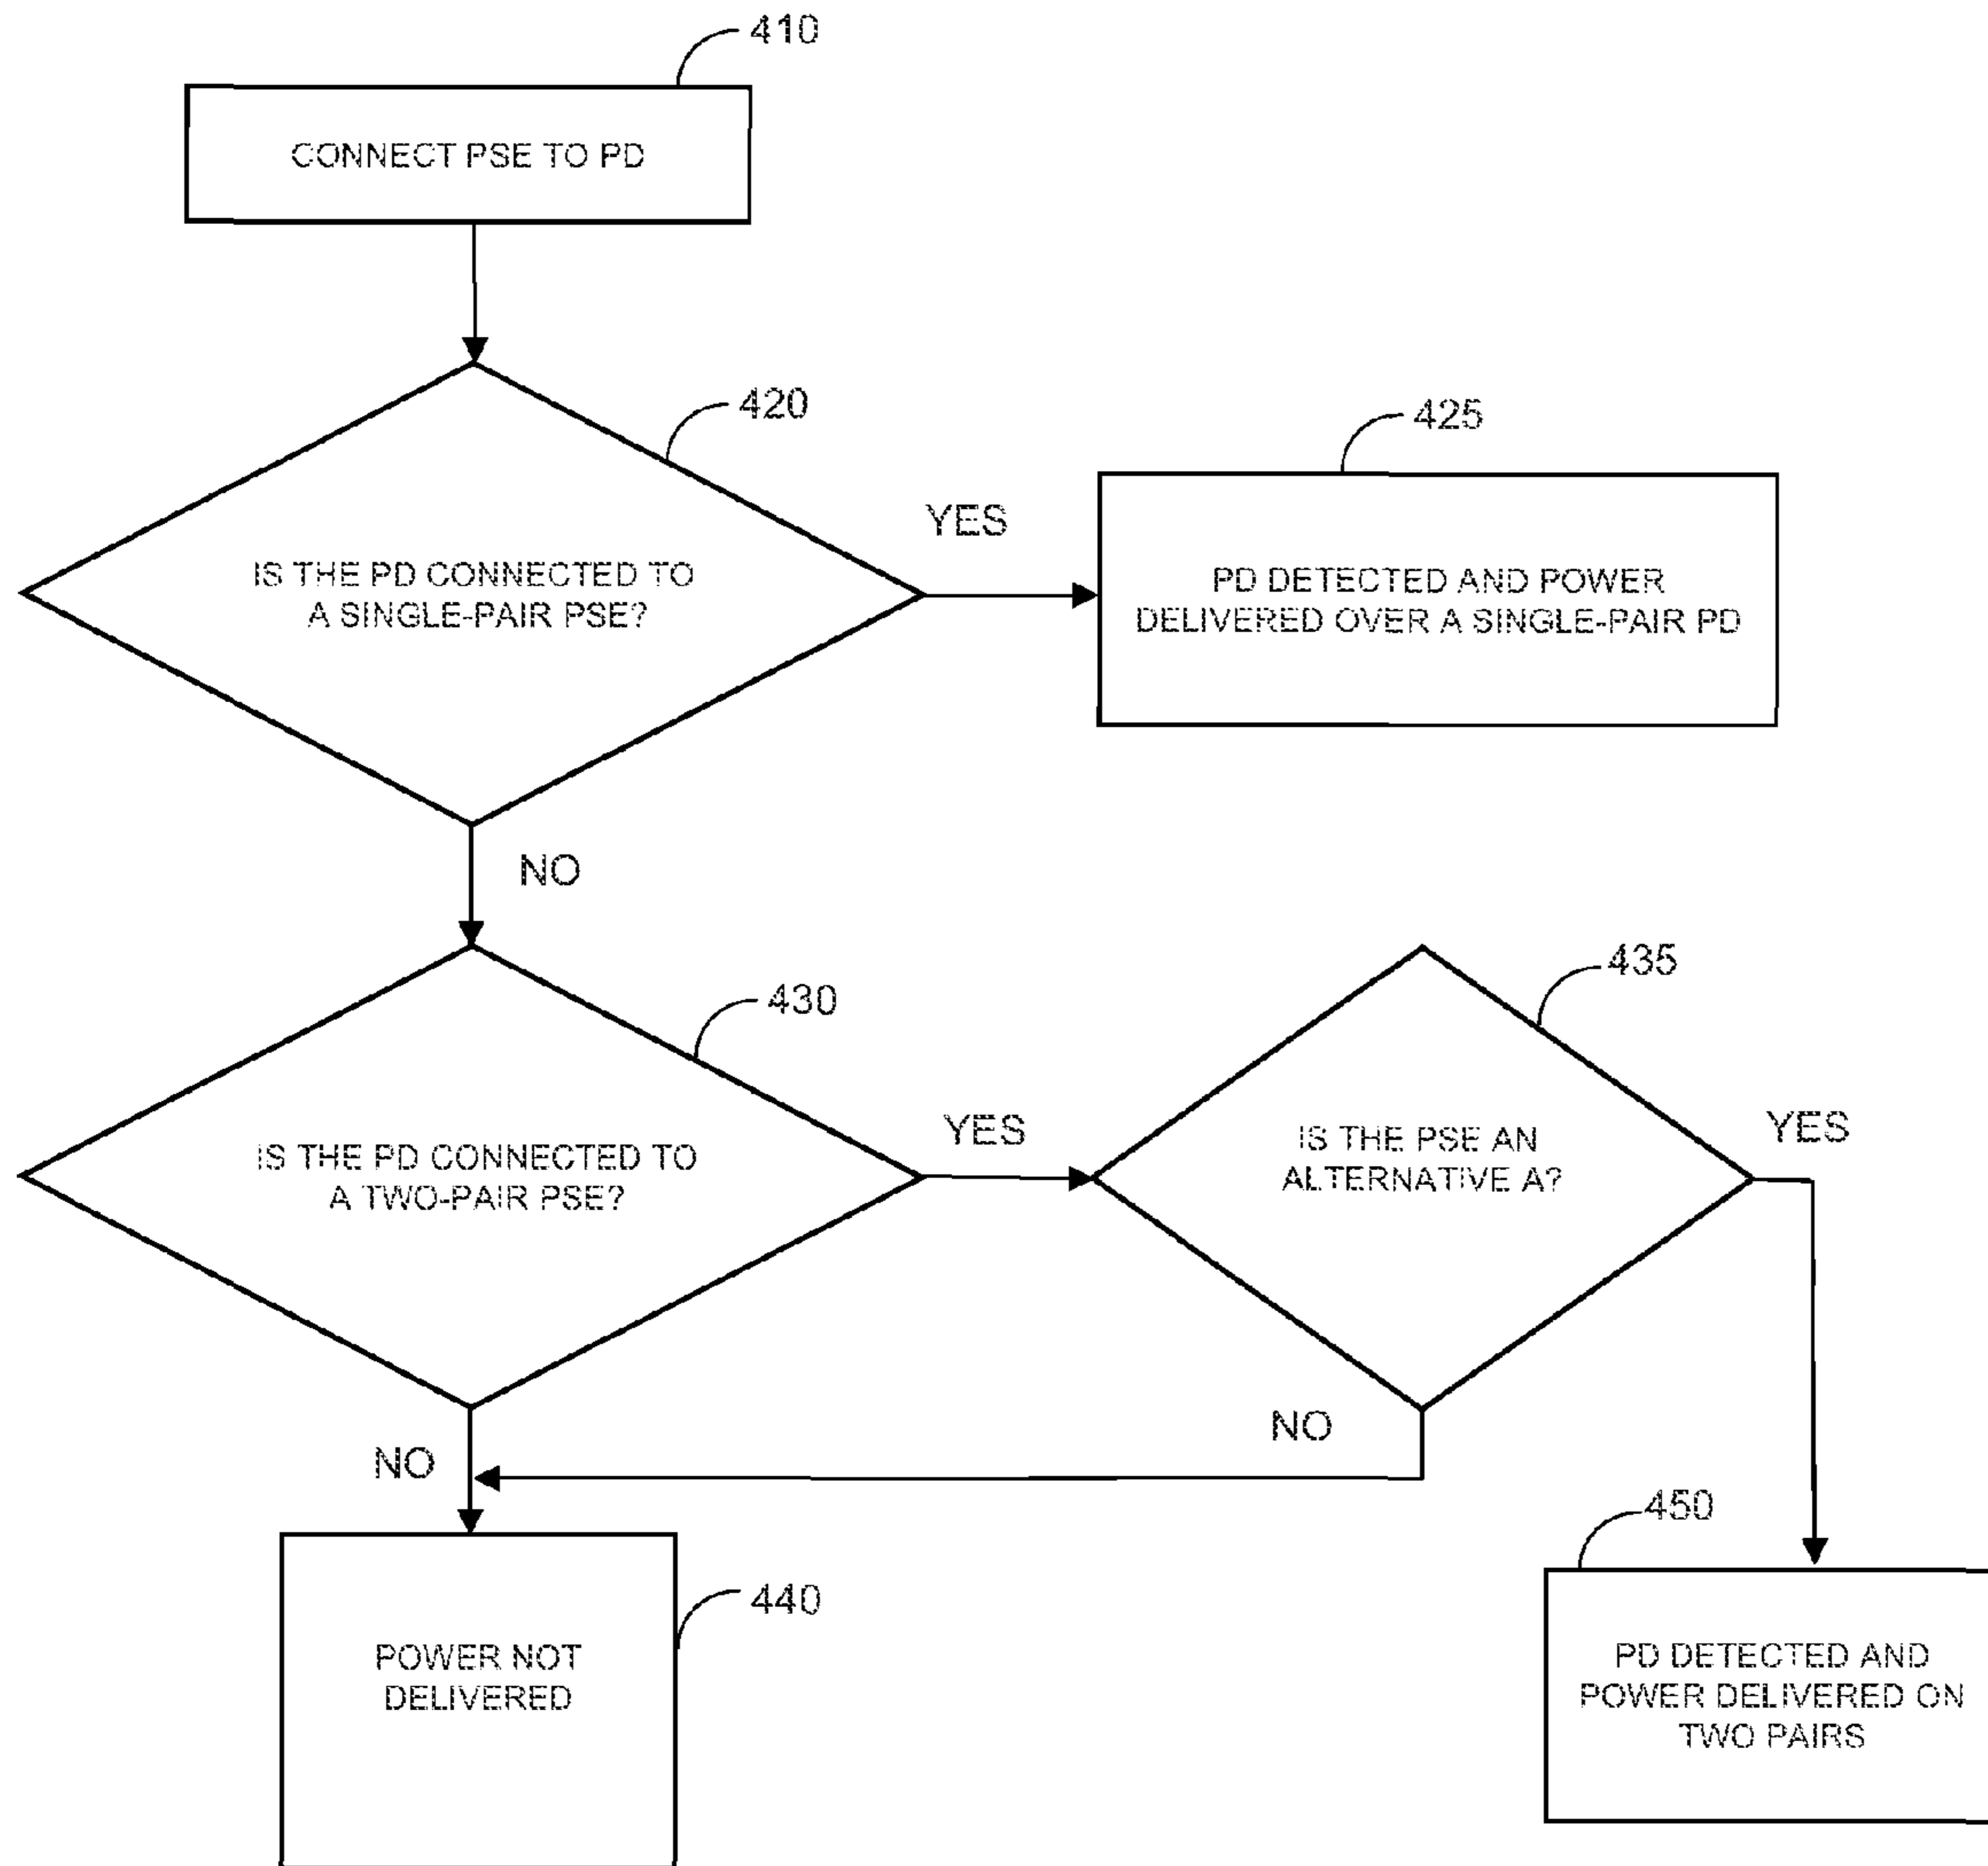 410
CONNECT PSE TO PD
420
IS THE PD CONNECTED TO
A SINGLE-PAIR PSE?
YES
425
PD DETECTED AND POWER
DELIVERED OVER A SINGLE-PAIR PD
NO
430
IS THE PD CONNECTED TO
A TWO-PAIR PSE?
YES
435
IS THE PSE AN
ALTERNATIVE A?
YES
NO
NO
440
POWER NOT
DELIVERED
450
PD DETECTED AND
POWER DELIVERED ON
TWO PAIRS